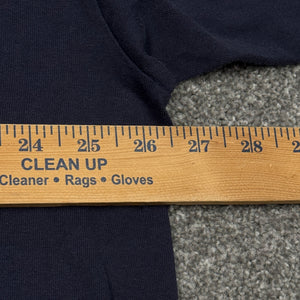 24 25 26 27 28
CLEAN UP
Cleaner • Rags • Gloves